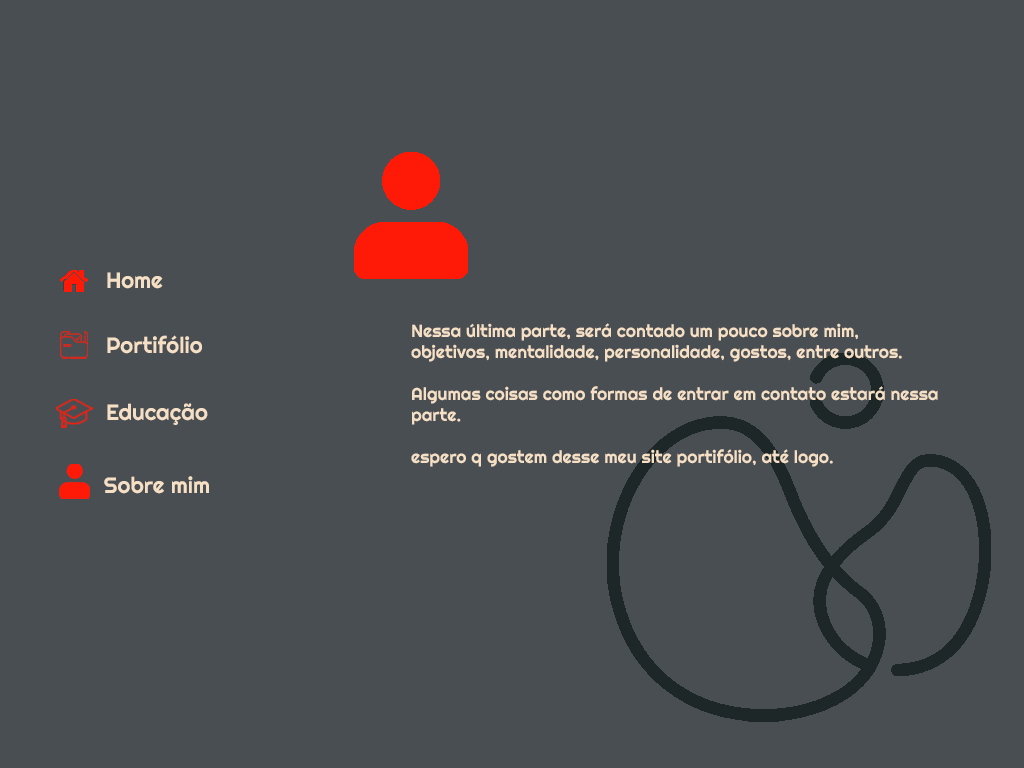 Home
Portifólio
Educação
Sobre mim
Nessa última parte, será contado um pouco sobre mim,
objetivos, mentalidade, personalidade, gostos, entre outros.
Algumas coisas como formas de entrar em contato estará nessa
parte.
espero q gostem desse meu site portifólio, até logo.